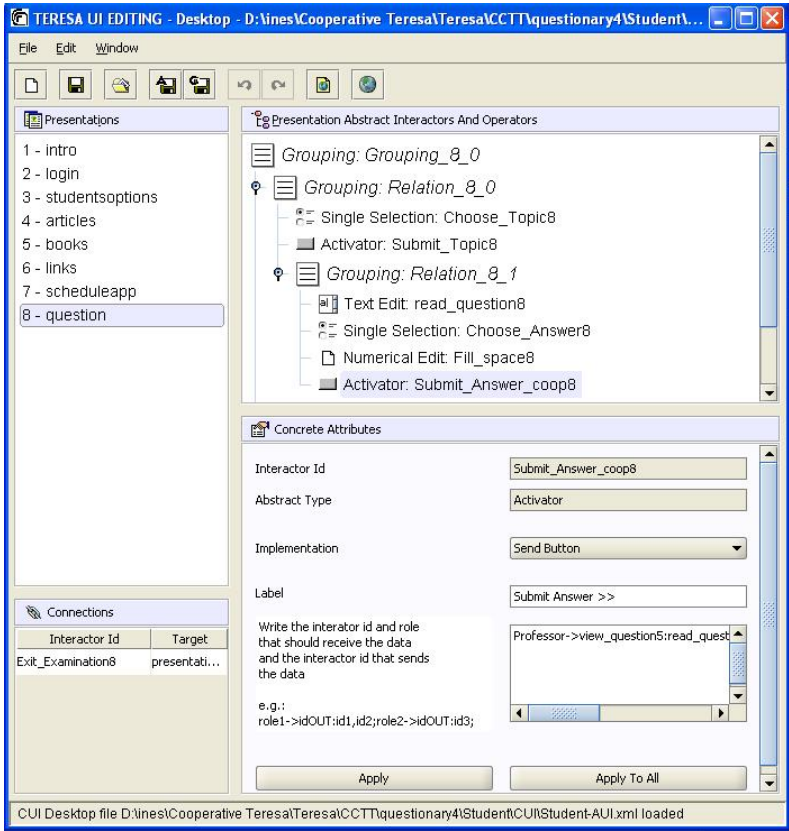 TERESA UI EDITING - Desktop - D:\ines\Cooperative Teresa\Teresa\CCTT\questionary4\Student\...
File Edit Window
Presentations
1 - intro
2 - login
3 - studentsoptions
4 - articles
5 - books
6 - links
7 - scheduleapp
8 - question
Presentation Abstract Interactors And Operators
Grouping: Grouping_8_0
Grouping: Relation_8_0
Single Selection: Choose_Topic8
Activator: Submit_Topic8
Grouping: Relation_8_1
Text Edit: read_question8
Single Selection: Choose_Answer8
Numerical Edit: Fill_space8
Activator: Submit_Answer_coop8
Connections
Interactor Id Target
Exit_Examination8 presentati...
Concrete Attributes
Interactor Id Submit_Answer_coop8
Abstract Type Activator
Implementation Send Button
Label Submit Answer >>
Write the interator id and role
that should receive the data
and the interactor id that sends
the data
e.g.:
role1->idOUT:id1,id2;role2->idOUT:id3;
Professor->view_question5:read_quest
Apply Apply To All
CUI Desktop file D:\ines\Cooperative Teresa\Teresa\CCTT\questionary4\Student\CUI\Student-AUI.xml loaded